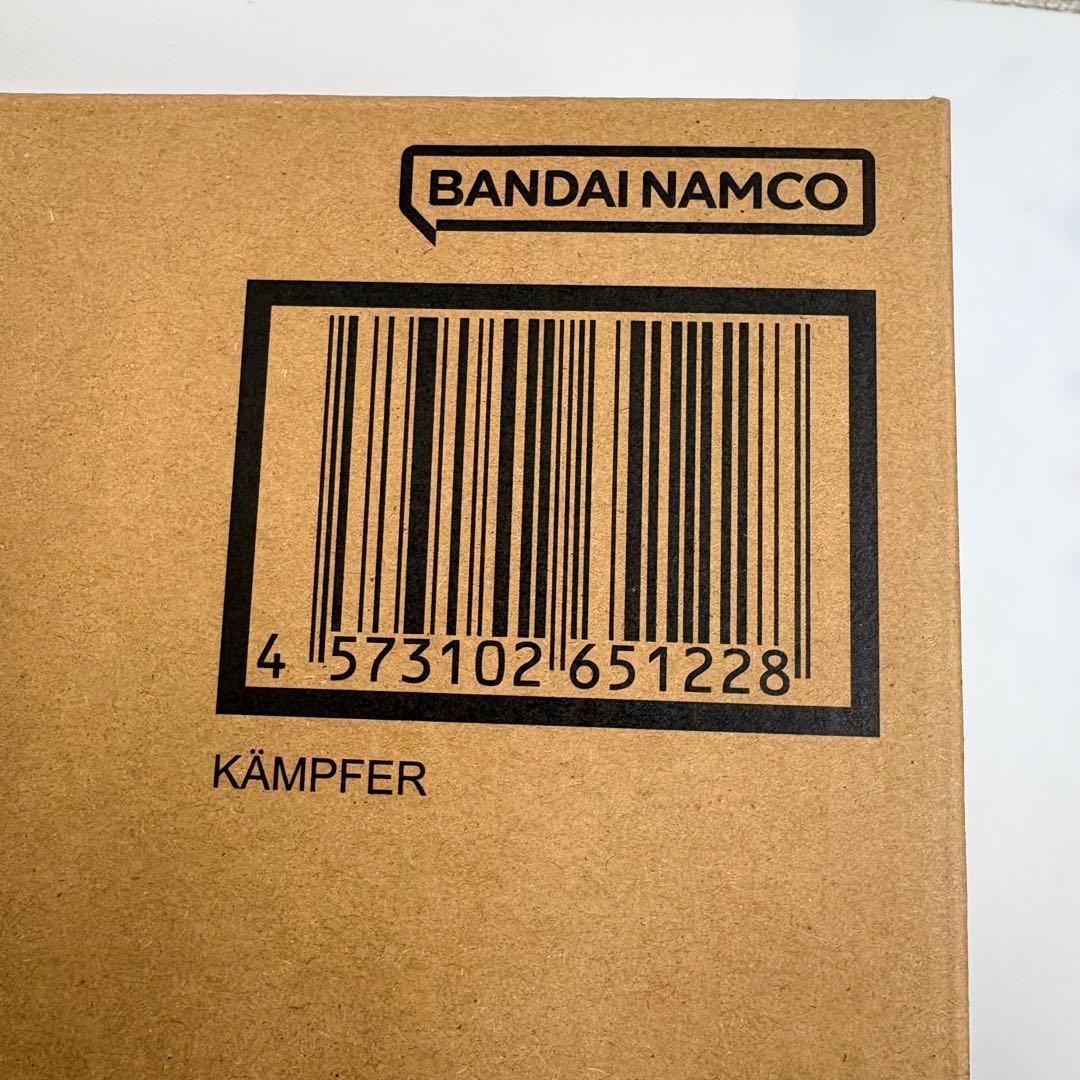 BANDAI NAMCO
4 573102 651228
KÄMPFER